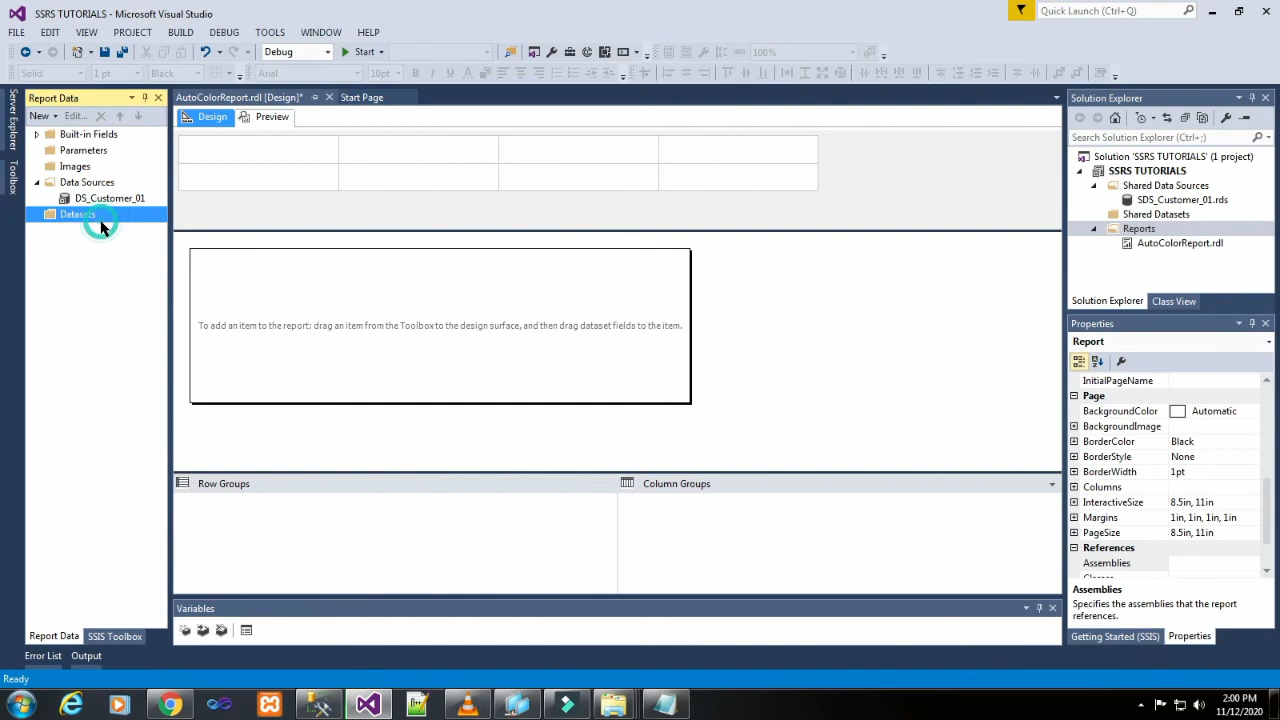 SSRS TUTORIALS - Microsoft Visual Studio
Quick Launch (Ctrl+Q)
FILE EDIT VIEW PROJECT BUILD DEBUG TOOLS WINDOW HELP
Debug Start 100%
Solid 1 pt Black Arial 10pt B I U A
Server Explorer
Toolbox
Report Data
New Edit...
Built-in Fields
Parameters
Images
Data Sources
DS_Customer_01
Datasets
Report Data SSIS Toolbox
AutoColorReport.rdl [Design]* Start Page
Design Preview
To add an item to the report: drag an item from the Toolbox to the design surface, and then drag dataset fields to the item.
Row Groups Column Groups
Variables
Solution Explorer
Search Solution Explorer (Ctrl+;)
Solution 'SSRS TUTORIALS' (1 project)
SSRS TUTORIALS
Shared Data Sources
SDS_Customer_01.rds
Shared Datasets
Reports
AutoColorReport.rdl
Solution Explorer Class View
Properties
Report
InitialPageName
Page
BackgroundColor Automatic
BackgroundImage
BorderColor Black
BorderStyle None
BorderWidth 1pt
Columns
InteractiveSize 8.5in, 11in
Margins 1in, 1in, 1in, 1in
PageSize 8.5in, 11in
References
Assemblies
Classes
Assemblies
Specifies the assemblies that the report
references.
Getting Started (SSIS) Properties
Error List Output
Ready
2:00 PM
11/12/2020